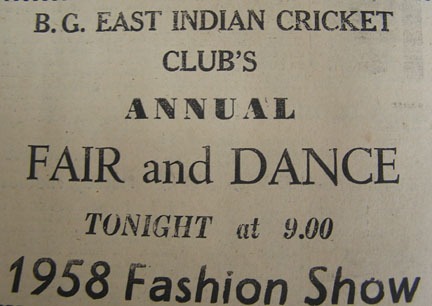 B. G. EAST INDIAN CRICKET
CLUB'S
ANNUAL
FAIR and DANCE
TONIGHT at 9.00
1958 Fashion Show